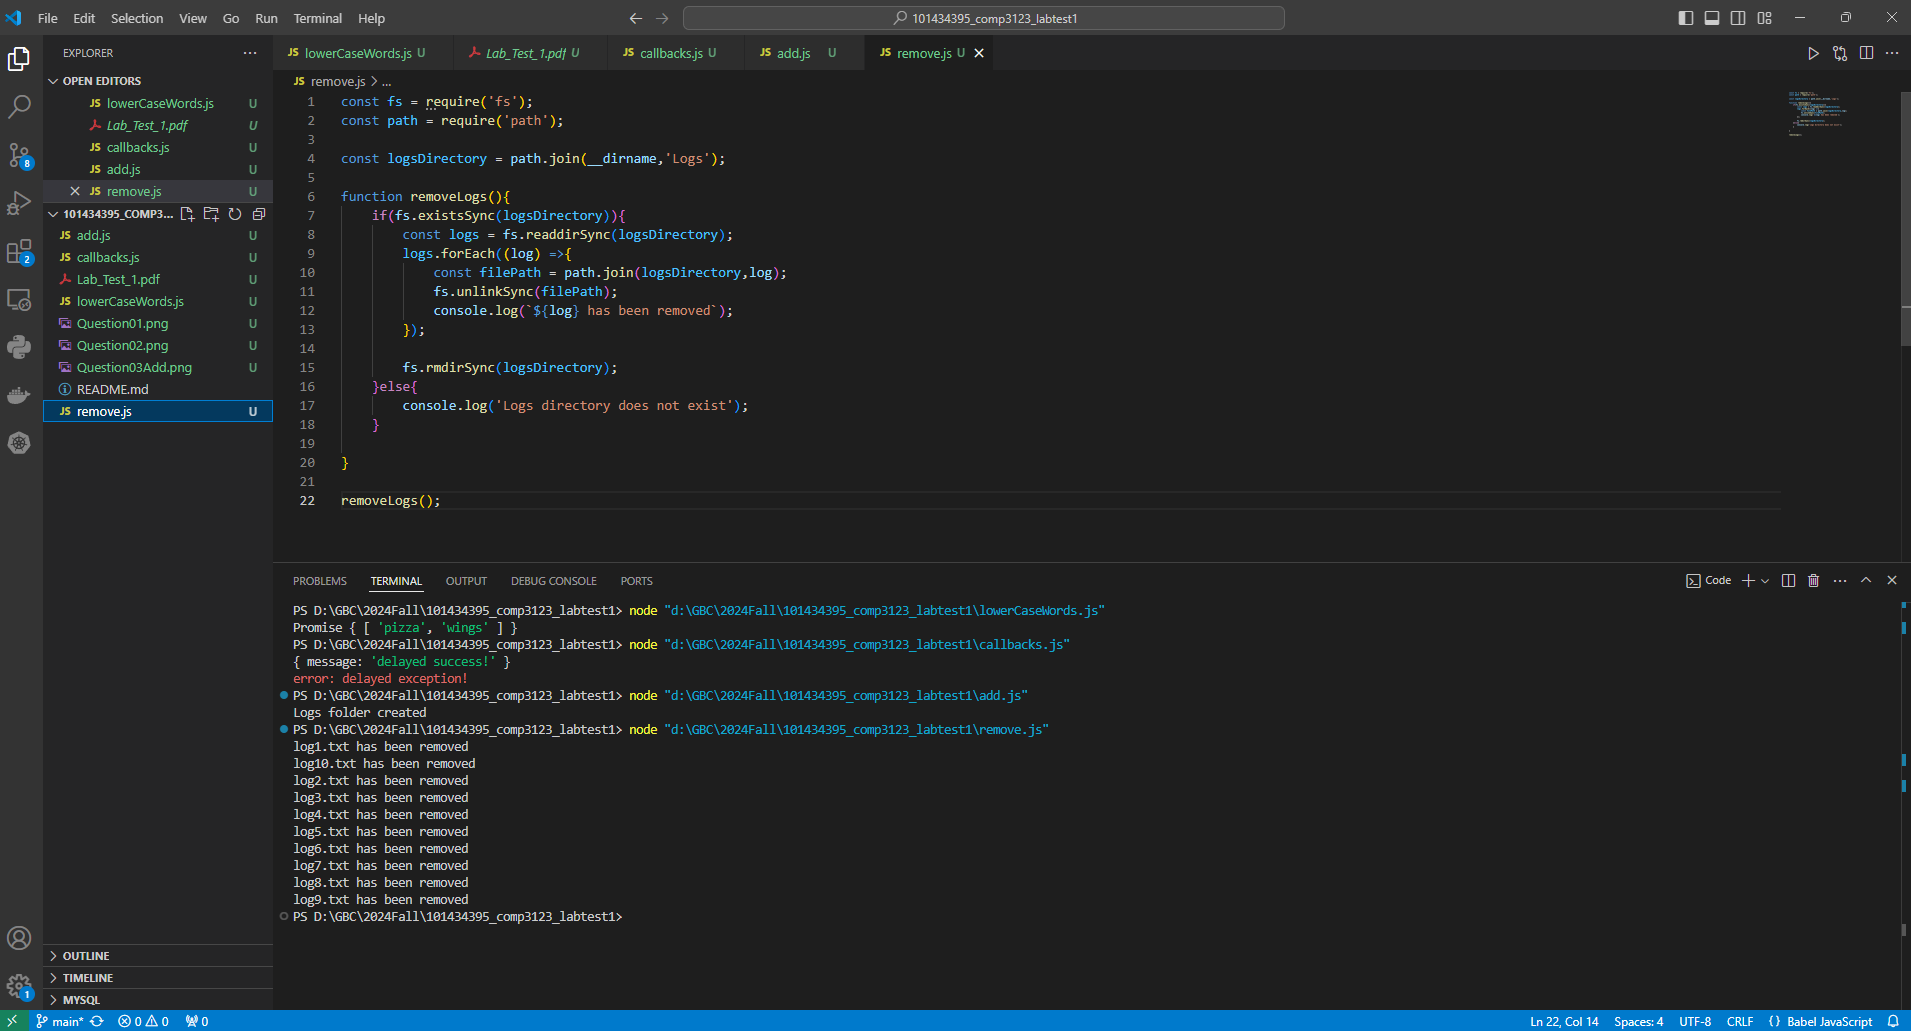 File Edit Selection View Go Run Terminal Help
101434395_comp3123_labtest1
EXPLORER
OPEN EDITORS
JS lowerCaseWords.js U
Lab_Test_1.pdf U
JS callbacks.js U
JS add.js U
JS remove.js U
101434395_COMP3...
JS add.js U
JS callbacks.js U
Lab_Test_1.pdf U
JS lowerCaseWords.js U
Question01.png U
Question02.png U
Question03Add.png U
README.md
JS remove.js U
OUTLINE
TIMELINE
MYSQL
8
2
1
JS lowerCaseWords.js U Lab_Test_1.pdf U JS callbacks.js U JS add.js U JS remove.js U
JS remove.js > ...
1 const fs = require('fs');
2 const path = require('path');
3
4 const logsDirectory = path.join(__dirname,'Logs');
5
6 function removeLogs(){
7 if(fs.existsSync(logsDirectory)){
8 const logs = fs.readdirSync(logsDirectory);
9 logs.forEach((log) =>{
10 const filePath = path.join(logsDirectory,log);
11 fs.unlinkSync(filePath);
12 console.log(`${log} has been removed`);
13 });
14
15 fs.rmdirSync(logsDirectory);
16 }else{
17 console.log('Logs directory does not exist');
18 }
19
20 }
21
22 removeLogs();
PROBLEMS TERMINAL OUTPUT DEBUG CONSOLE PORTS
Code
PS D:\GBC\2024Fall\101434395_comp3123_labtest1> node "d:\GBC\2024Fall\101434395_comp3123_labtest1\lowerCaseWords.js"
Promise { [ 'pizza', 'wings' ] }
PS D:\GBC\2024Fall\101434395_comp3123_labtest1> node "d:\GBC\2024Fall\101434395_comp3123_labtest1\callbacks.js"
{ message: 'delayed success!' }
error: delayed exception!
PS D:\GBC\2024Fall\101434395_comp3123_labtest1> node "d:\GBC\2024Fall\101434395_comp3123_labtest1\add.js"
Logs folder created
PS D:\GBC\2024Fall\101434395_comp3123_labtest1> node "d:\GBC\2024Fall\101434395_comp3123_labtest1\remove.js"
log1.txt has been removed
log10.txt has been removed
log2.txt has been removed
log3.txt has been removed
log4.txt has been removed
log5.txt has been removed
log6.txt has been removed
log7.txt has been removed
log8.txt has been removed
log9.txt has been removed
PS D:\GBC\2024Fall\101434395_comp3123_labtest1>
main* 0 0 0 Ln 22, Col 14 Spaces: 4 UTF-8 CRLF {} Babel JavaScript